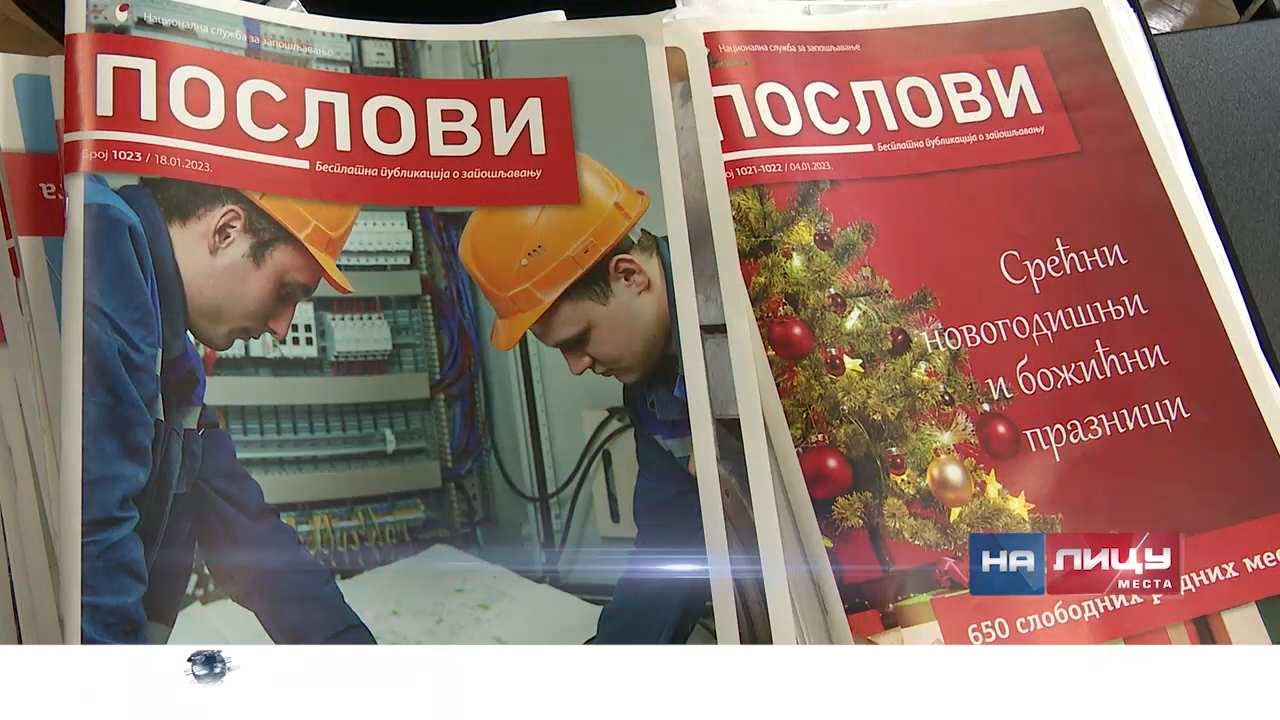 Национална служба за запошљавање
ПОСЛОВИ
Број 1023 / 18.01.2023.
Бесплатна публикација о запошљавању
Национална служба за запошљавање
ПОСЛОВИ
1021-1022 / 04.01.2023.
Бесплатна публикација о запошљавању
Срећни
новогодишњи
и божићни
празници
650 слободних
НА ЛИЦУ
МЕСТА